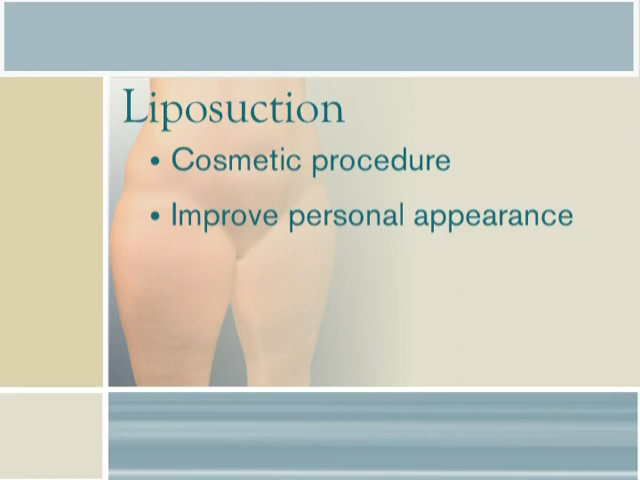 Liposuction
• Cosmetic procedure
• Improve personal appearance